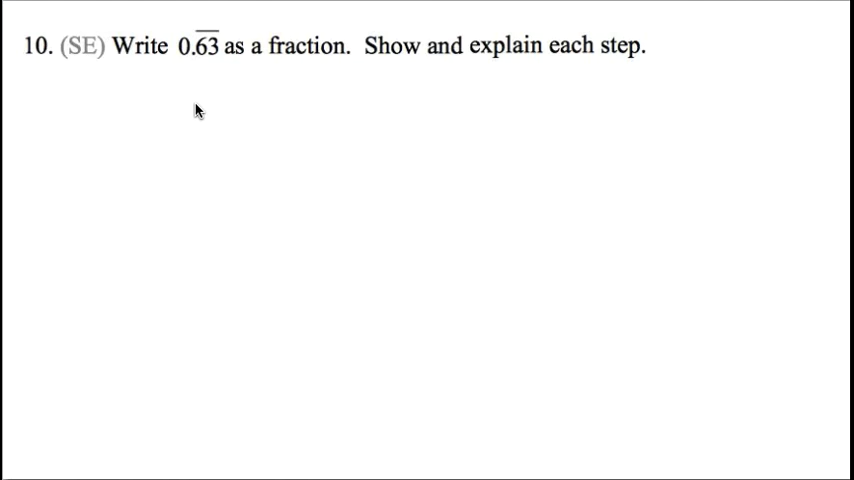 10. (SE) Write 0.6̅3̅ as a fraction. Show and explain each step.